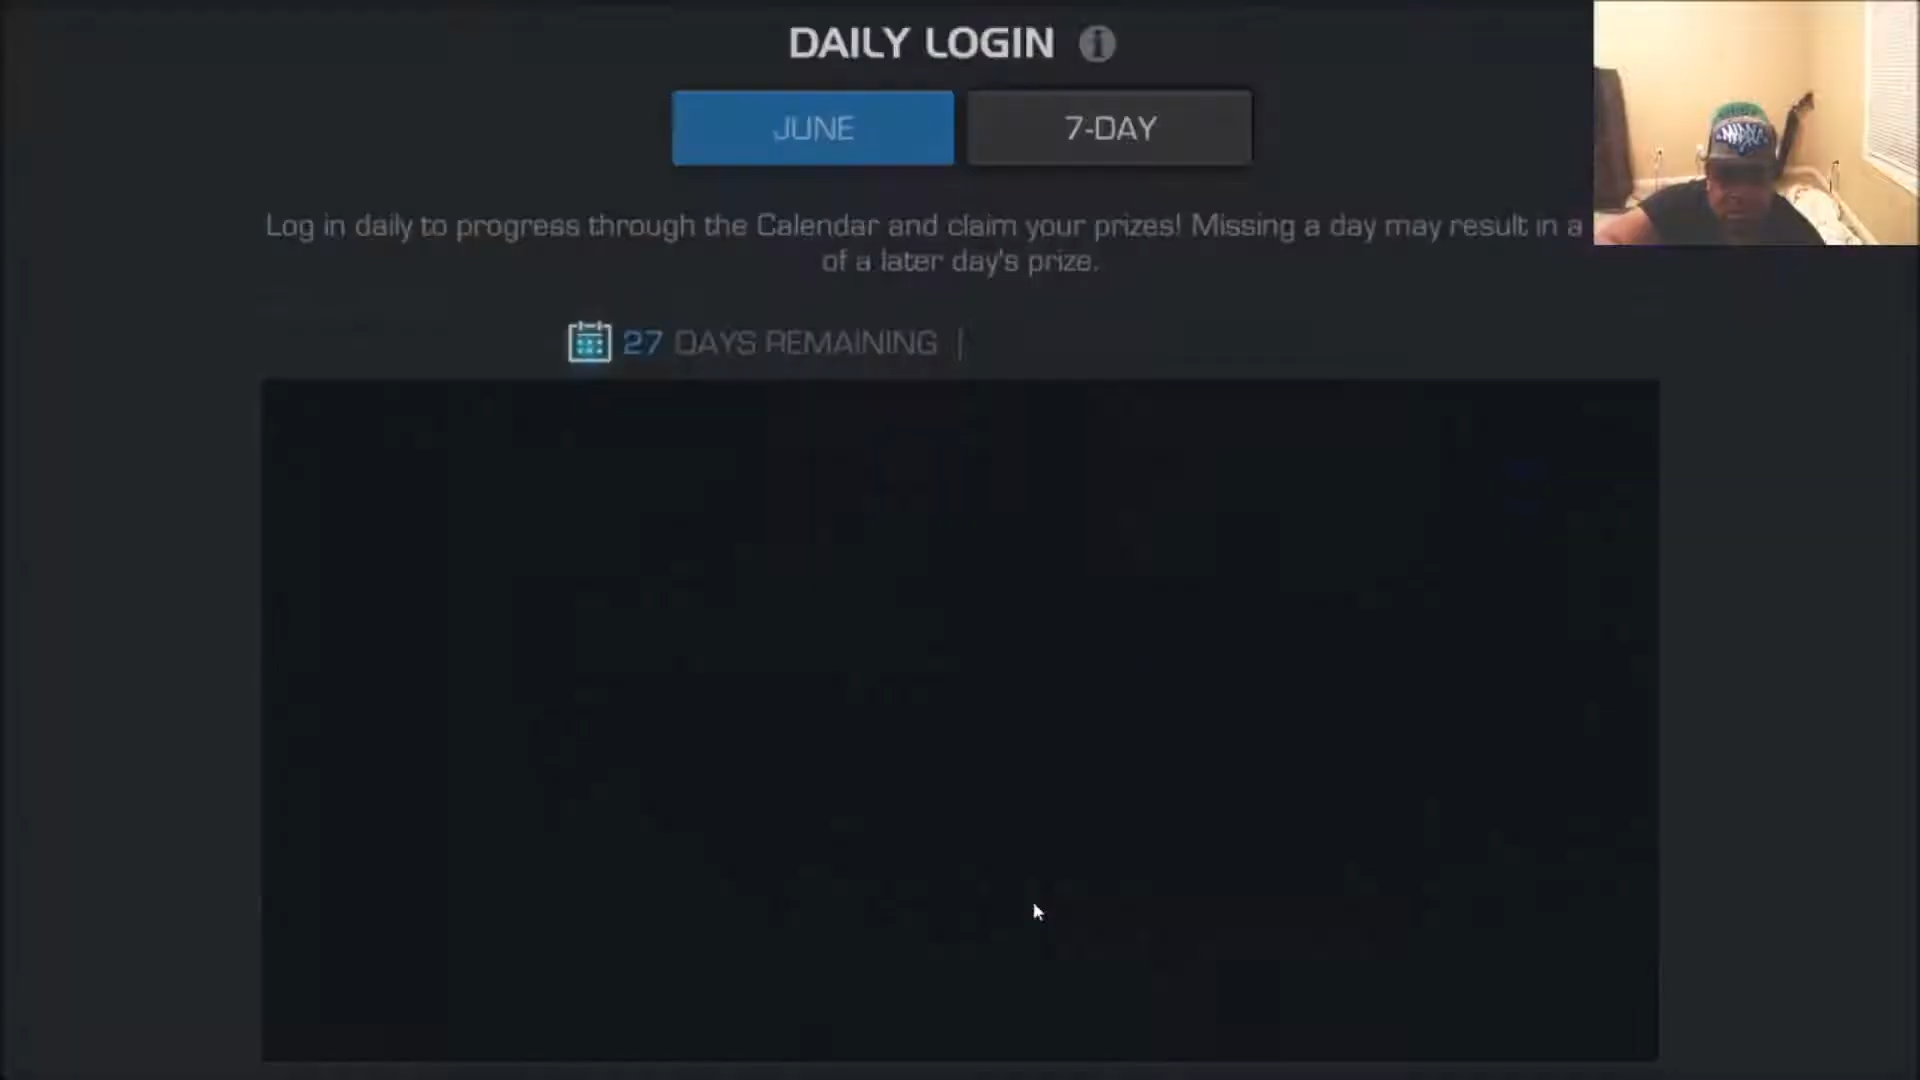 DAILY LOGIN i
JUNE
7-DAY
Log in daily to progress through the Calendar and claim your prizes! Missing a day may result in a
of a later day's prize.
27 DAYS REMAINING |